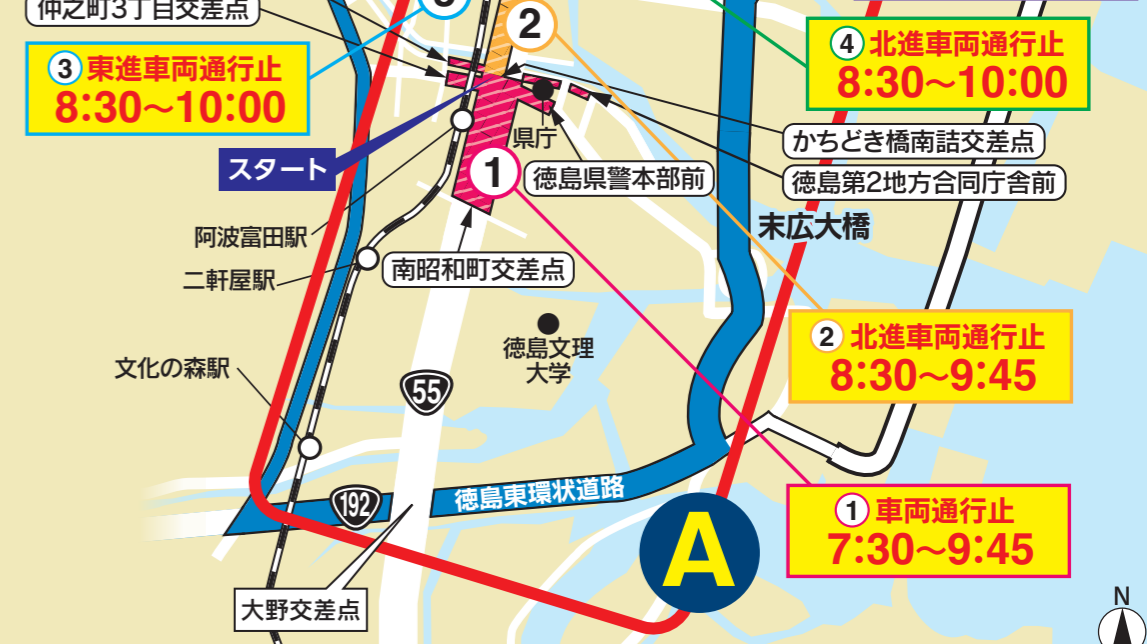 仲之町3丁目交差点
3
2
③東進車両通行止
8:30～10:00
④北進車両通行止
8:30～10:00
県庁
かちどき橋南詰交差点
スタート
1
徳島県警本部前
徳島第2地方合同庁舎前
阿波富田駅
末広大橋
二軒屋駅
南昭和町交差点
徳島文理
大学
②北進車両通行止
8:30～9:45
文化の森駅
55
192
徳島東環状道路
①車両通行止
7:30～9:45
A
大野交差点
N